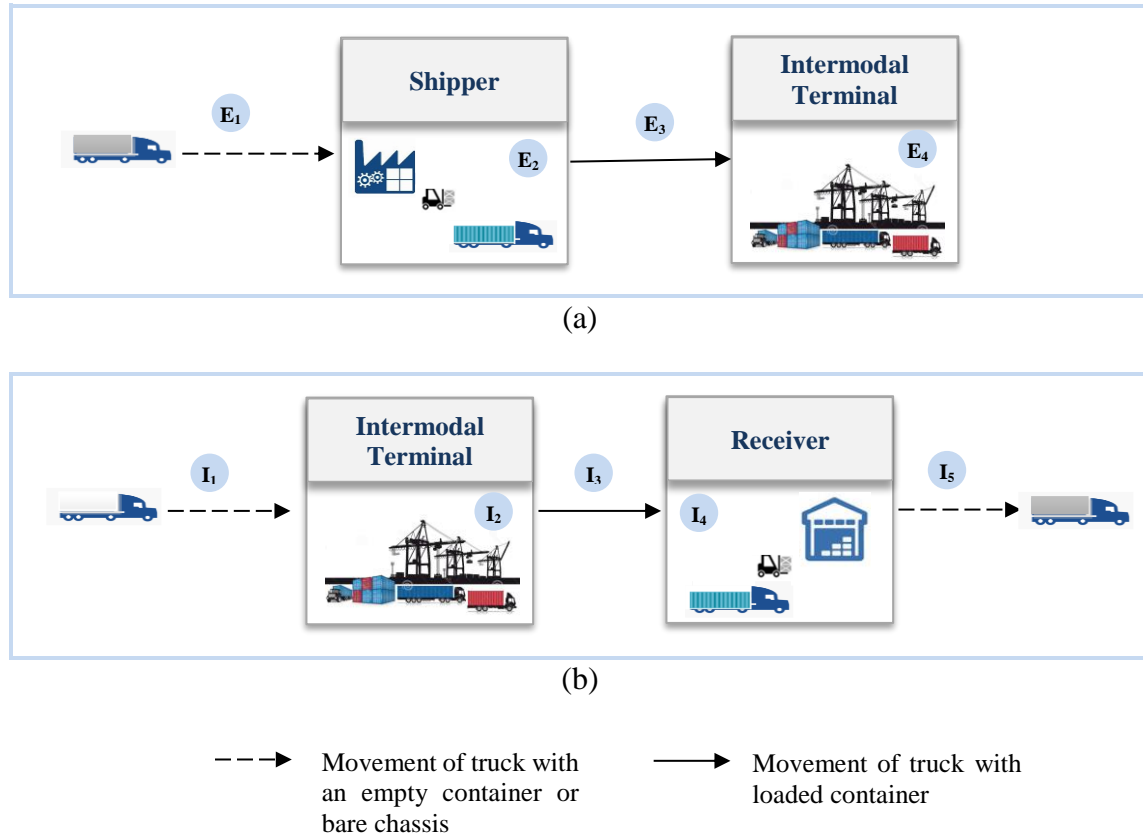 Shipper
Intermodal
Terminal
E₁
E₂
E₃
E₄
(a)
Intermodal
Terminal
Receiver
I₁
I₂
I₃
I₄
I₅
(b)
Movement of truck with
an empty container or
bare chassis
Movement of truck with
loaded container